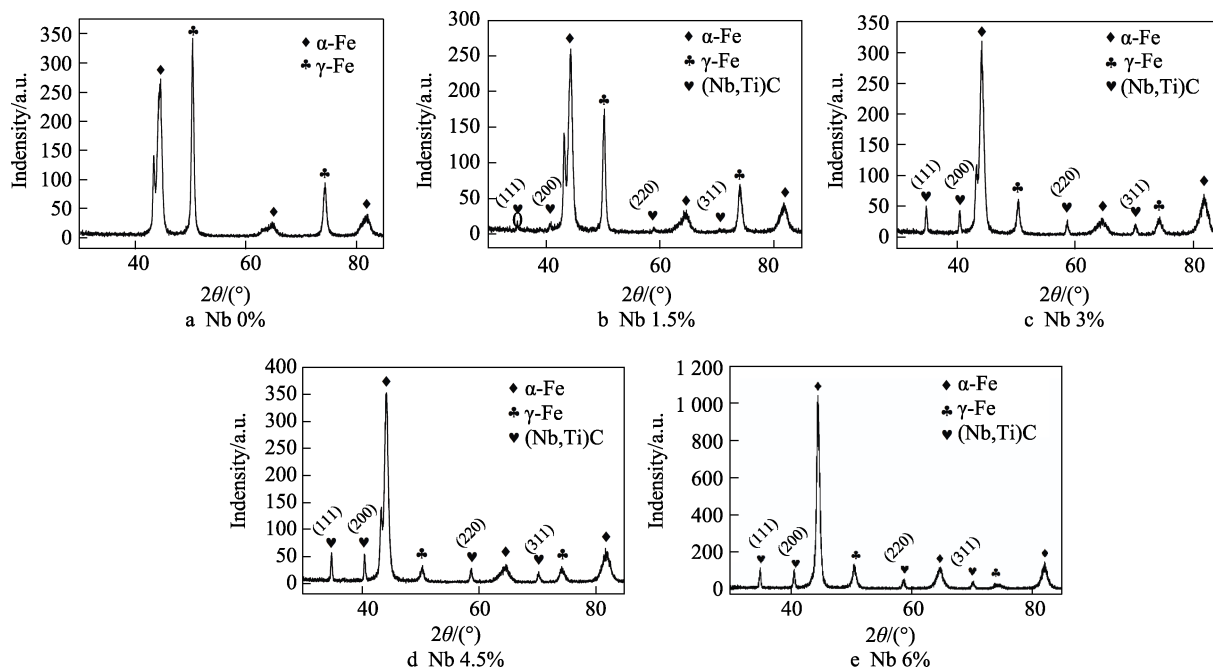 350
300
250
200
150
100
50
0
Indensity/a.u.
♦ α-Fe
♣ γ-Fe
40
60
80
2θ/(°)
a Nb 0%
300
250
200
150
100
50
0
Indensity/a.u.
♦ α-Fe
♣ γ-Fe
♥ (Nb,Ti)C
(111)
(200)
(220)
(311)
40
60
80
2θ/(°)
b Nb 1.5%
350
300
250
200
150
100
50
0
Indensity/a.u.
♦ α-Fe
♣ γ-Fe
♥ (Nb,Ti)C
(111)
(200)
(220)
(311)
40
60
80
2θ/(°)
c Nb 3%
400
350
300
250
200
150
100
50
0
Indensity/a.u.
♦ α-Fe
♣ γ-Fe
♥ (Nb,Ti)C
(111)
(200)
(220)
(311)
40
60
80
2θ/(°)
d Nb 4.5%
1 200
1 000
800
600
400
200
0
Indensity/a.u.
♦ α-Fe
♣ γ-Fe
♥ (Nb,Ti)C
(111)
(200)
(220)
(311)
40
60
80
2θ/(°)
e Nb 6%